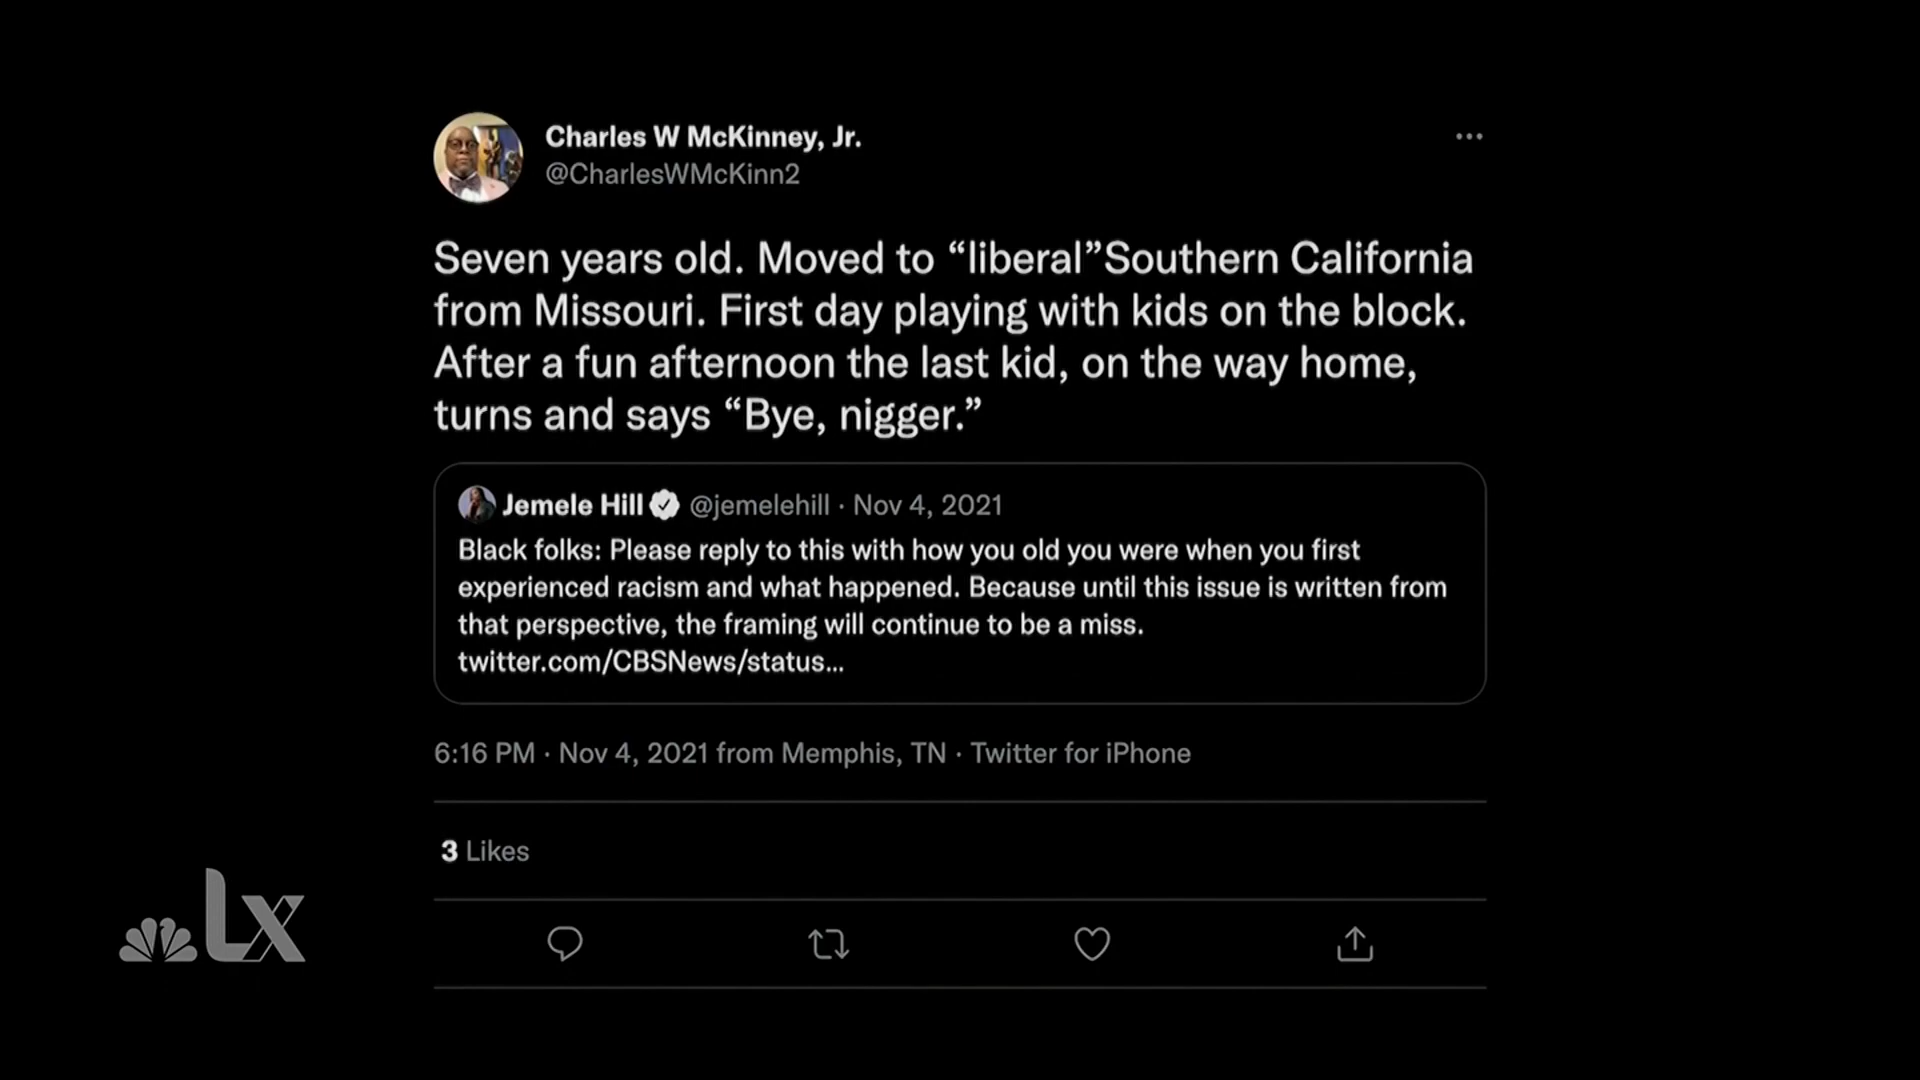 Charles W McKinney, Jr.
@CharlesWMcKinn2
Seven years old. Moved to “liberal”Southern California
from Missouri. First day playing with kids on the block.
After a fun afternoon the last kid, on the way home,
turns and says “Bye, nigger.”
Jemele Hill @jemelehill · Nov 4, 2021
Black folks: Please reply to this with how you old you were when you first
experienced racism and what happened. Because until this issue is written from
that perspective, the framing will continue to be a miss.
twitter.com/CBSNews/status...
6:16 PM · Nov 4, 2021 from Memphis, TN · Twitter for iPhone
3 Likes
LX